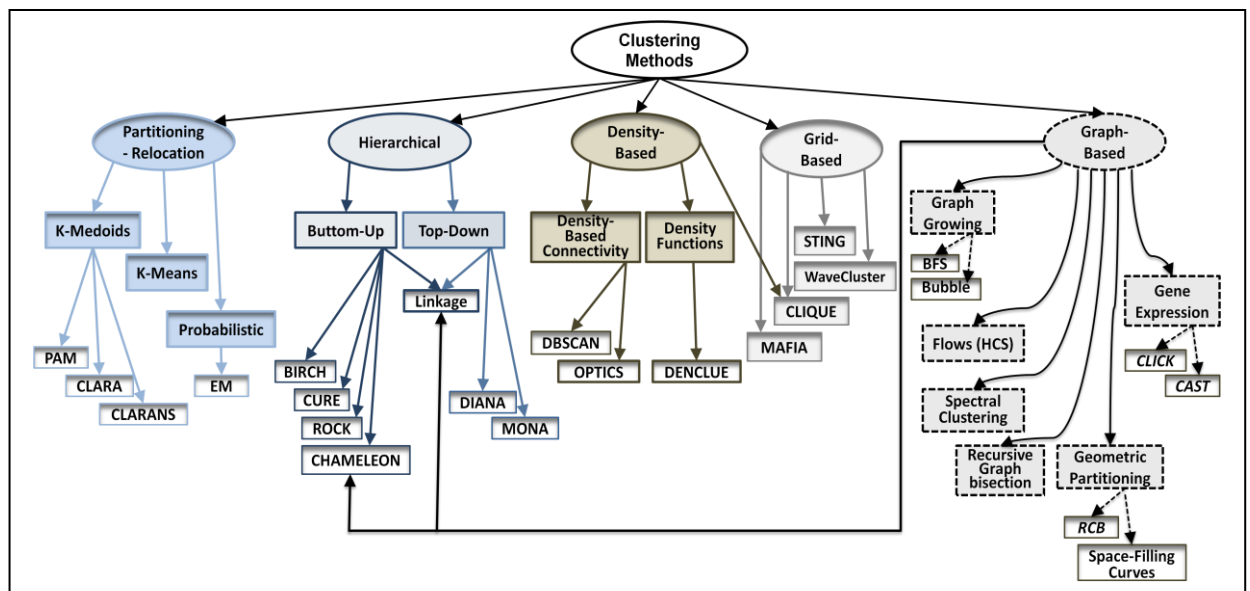 Clustering
Methods
Partitioning
- Relocation
Hierarchical
Density-
Based
Grid-
Based
Graph-
Based
K-Medoids
K-Means
Probabilistic
PAM
CLARA
CLARANS
EM
Buttom-Up
Top-Down
Linkage
BIRCH
CURE
ROCK
CHAMELEON
DIANA
MONA
Density-
Based
Connectivity
Density
Functions
DBSCAN
OPTICS
DENCLUE
STING
WaveCluster
CLIQUE
MAFIA
Graph
Growing
BFS
Bubble
Flows (HCS)
Spectral
Clustering
Recursive
Graph
bisection
Geometric
Partitioning
RCB
Space-Filling
Curves
Gene
Expression
CLICK
CAST